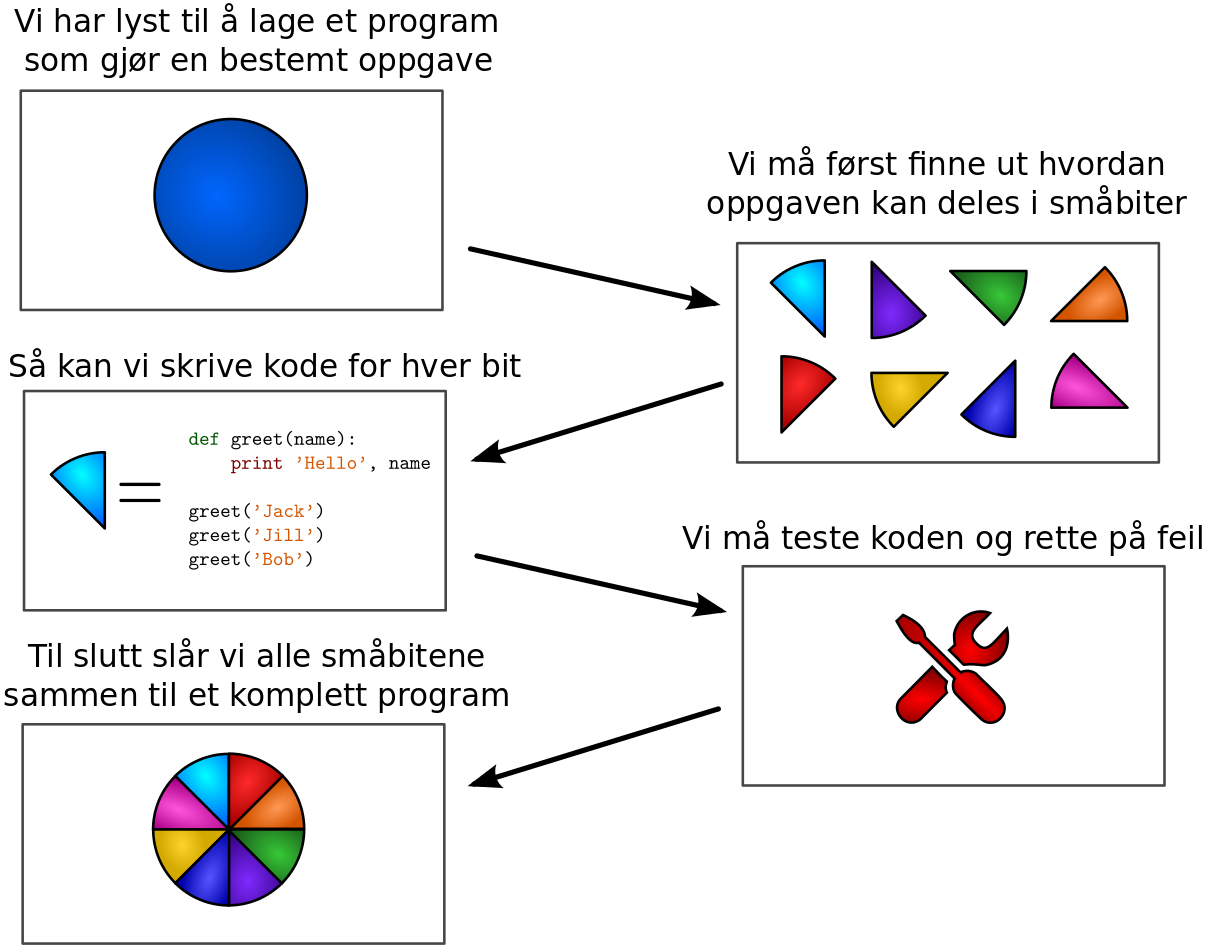 Vi har lyst til å lage et program
som gjør en bestemt oppgave
Vi må først finne ut hvordan
oppgaven kan deles i småbiter
Så kan vi skrive kode for hver bit
def greet(name):
    print ’Hello’, name
greet(’Jack’)
greet(’Jill’)
greet(’Bob’)
Vi må teste koden og rette på feil
Til slutt slår vi alle småbitene
sammen til et komplett program